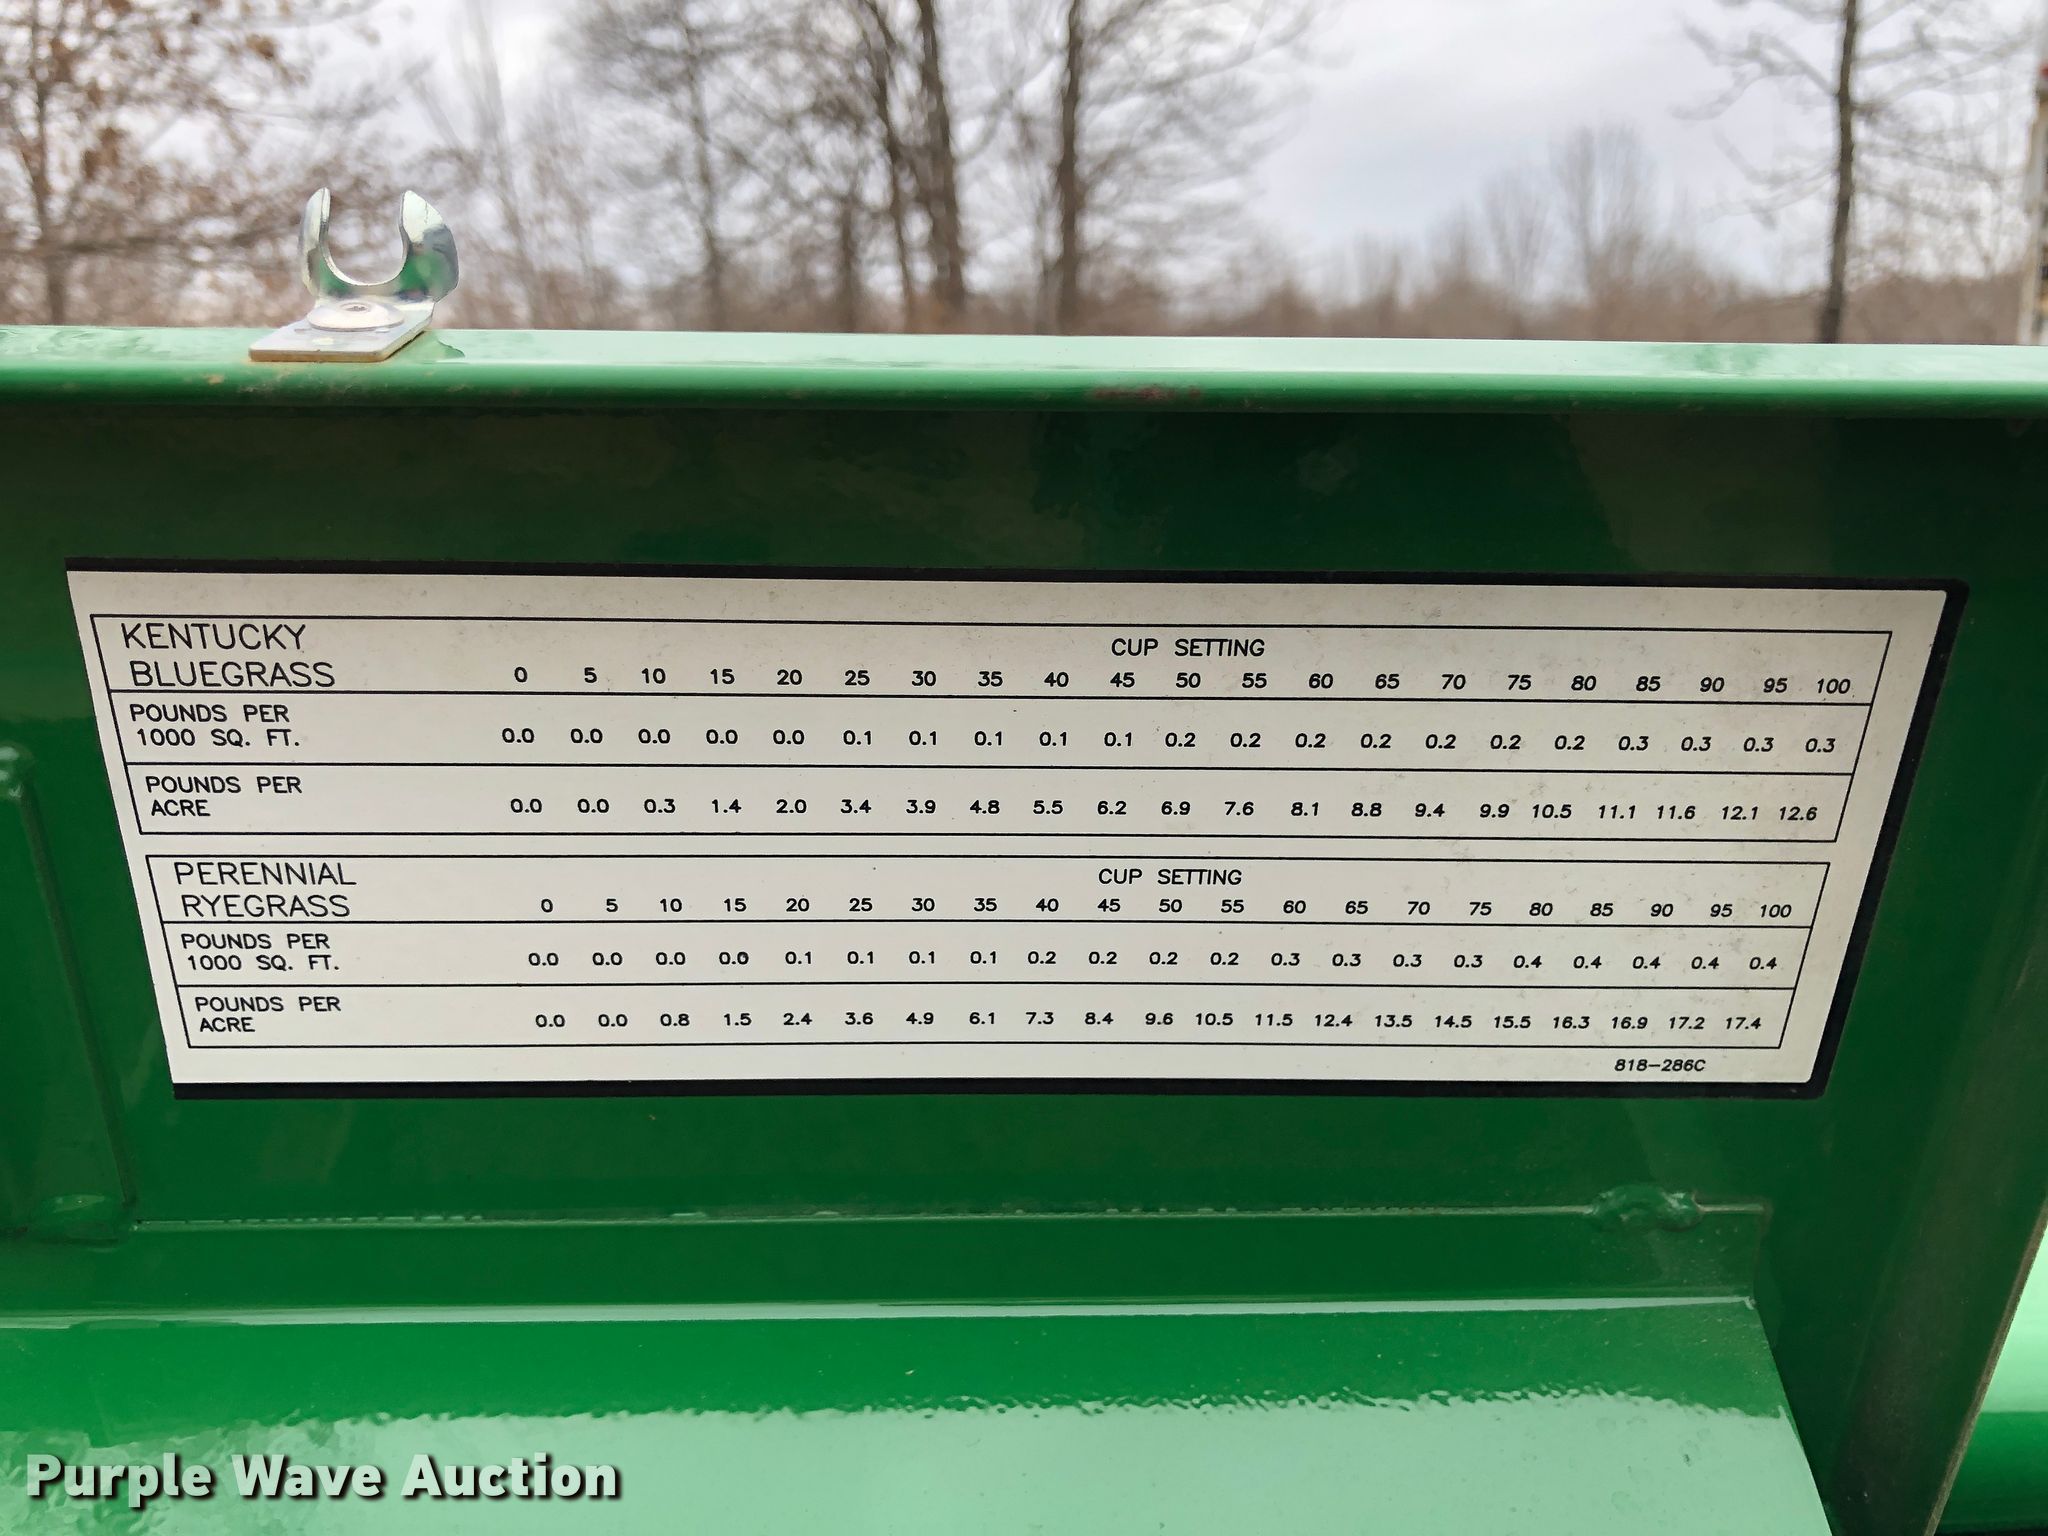 KENTUCKY
BLUEGRASS
CUP SETTING
0 5 10 15 20 25 30 35 40 45 50 55 60 65 70 75 80 85 90 95 100
POUNDS PER
1000 SQ. FT.
0.0 0.0 0.0 0.0 0.0 0.1 0.1 0.1 0.1 0.1 0.2 0.2 0.2 0.2 0.2 0.2 0.2 0.3 0.3 0.3 0.3
POUNDS PER
ACRE
0.0 0.0 0.3 1.4 2.0 3.4 3.9 4.8 5.5 6.2 6.9 7.6 8.1 8.8 9.4 9.9 10.5 11.1 11.6 12.1 12.6
PERENNIAL
RYEGRASS
CUP SETTING
0 5 10 15 20 25 30 35 40 45 50 55 60 65 70 75 80 85 90 95 100
POUNDS PER
1000 SQ. FT.
0.0 0.0 0.0 0.0 0.1 0.1 0.1 0.1 0.2 0.2 0.2 0.2 0.3 0.3 0.3 0.3 0.4 0.4 0.4 0.4 0.4
POUNDS PER
ACRE
0.0 0.0 0.8 1.5 2.4 3.6 4.9 6.1 7.3 8.4 9.6 10.5 11.5 12.4 13.5 14.5 15.5 16.3 16.9 17.2 17.4
818-286C
Purple Wave Auction